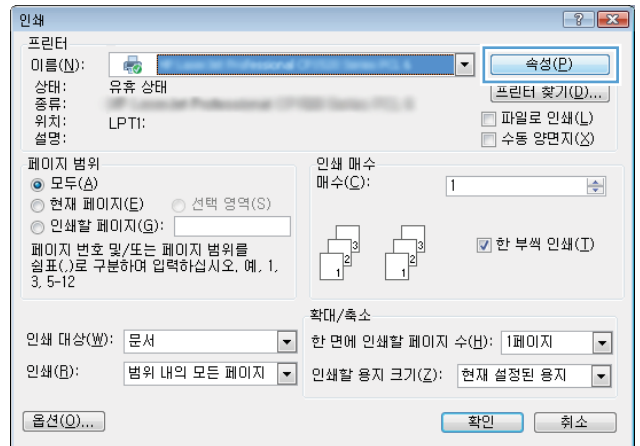 인쇄
프린터
이름(N):
속성(P)
상태: 유휴 상태
프린터 찾기(D)...
종류:
위치: LPT1:
파일로 인쇄(L)
설명:
수동 양면지(X)
페이지 범위
모두(A)
현재 페이지(E) 선택 영역(S)
인쇄할 페이지(G):
페이지 번호 및/또는 페이지 범위를
쉼표(,)로 구분하여 입력하십시오. 예, 1,
3, 5-12
인쇄 매수
매수(C): 1
3 3
2 2
1 1
한 부씩 인쇄(T)
인쇄 대상(W): 문서
인쇄(R): 범위 내의 모든 페이지
확대/축소
한 면에 인쇄할 페이지 수(H): 1페이지
인쇄할 용지 크기(Z): 현재 설정된 용지
옵션(O)...
확인 취소